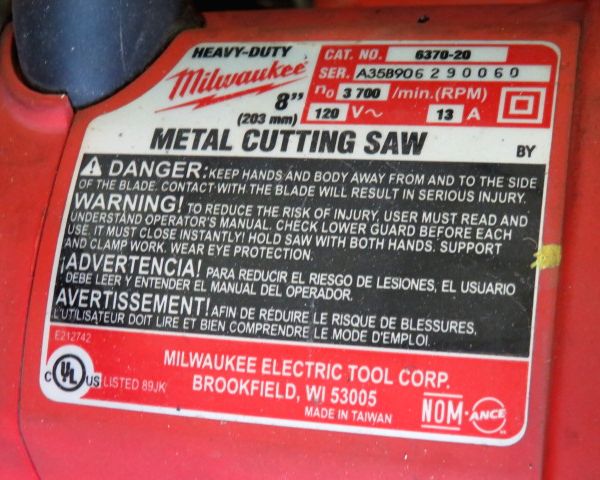 HEAVY-DUTY
Milwaukee
8"
(203 mm)
CAT. NO. 6370-20
SER. A35B906290060
no 3700 /min.(RPM)
120 V~ 13 A
METAL CUTTING SAW BY
DANGER: KEEP HANDS AND BODY AWAY FROM AND TO THE SIDE
OF THE BLADE. CONTACT WITH THE BLADE WILL RESULT IN SERIOUS INJURY.
WARNING! TO REDUCE THE RISK OF INJURY, USER MUST READ AND
UNDERSTAND OPERATOR'S MANUAL. CHECK LOWER GUARD BEFORE EACH
USE. IT MUST CLOSE INSTANTLY! HOLD SAW WITH BOTH HANDS. SUPPORT
AND CLAMP WORK. WEAR EYE PROTECTION.
¡ADVERTENCIA! PARA REDUCIR EL RIESGO DE LESIONES, EL USUARIO
DEBE LEER Y ENTENDER EL MANUAL DEL OPERADOR.
AVERTISSEMENT! AFIN DE RÉDUIRE LE RISQUE DE BLESSURES,
L'UTILISATEUR DOIT LIRE ET BIEN COMPRENDRE LE MODE D'EMPLOI.
E212742
C UL US LISTED 89JK
MILWAUKEE ELECTRIC TOOL CORP.
BROOKFIELD, WI 53005
MADE IN TAIWAN
NOM-ANCE